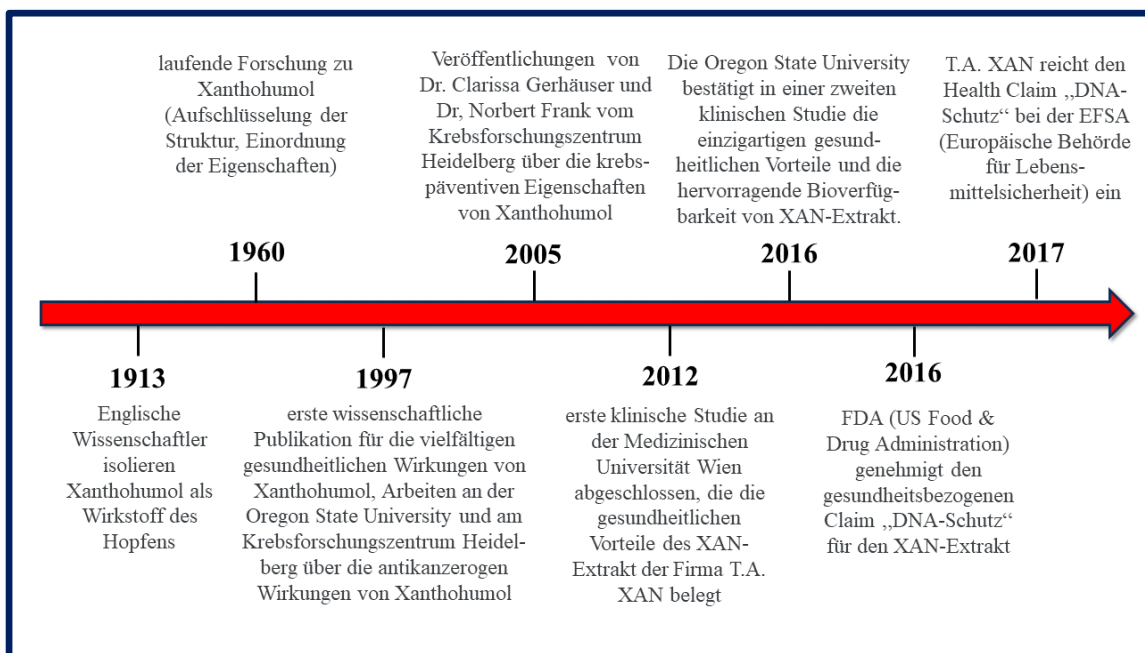 laufende Forschung zu
Xanthohumol
(Aufschlüsselung der
Struktur, Einordnung
der Eigenschaften)
1960
Veröffentlichungen von
Dr. Clarissa Gerhäuser und
Dr, Norbert Frank vom
Krebsforschungszentrum
Heidelberg über die krebs-
päventiven Eigenschaften
von Xanthohumol
2005
Die Oregon State University
bestätigt in einer zweiten
klinischen Studie die
einzigartigen gesund-
heitlichen Vorteile und die
hervorragende Bioverfüg-
barkeit von XAN-Extrakt.
2016
T.A. XAN reicht den
Health Claim „DNA-
Schutz“ bei der EFSA
(Europäische Behörde
für Lebens-
mittelsicherheit) ein
2017
1913
Englische
Wissenschaftler
isolieren
Xanthohumol als
Wirkstoff des
Hopfens
1997
erste wissenschaftliche
Publikation für die vielfältigen
gesundheitlichen Wirkungen von
Xanthohumol, Arbeiten an der
Oregon State University und am
Krebsforschungszentrum Heidel-
berg über die antikanzerogen
Wirkungen von Xanthohumol
2012
erste klinische Studie an
der Medizinischen
Universität Wien
abgeschlossen, die die
gesundheitlichen
Vorteile des XAN-
Extrakt der Firma T.A.
XAN belegt
2016
FDA (US Food &
Drug Administration)
genehmigt den
gesundheitsbezogenen
Claim „DNA-Schutz“
für den XAN-Extrakt